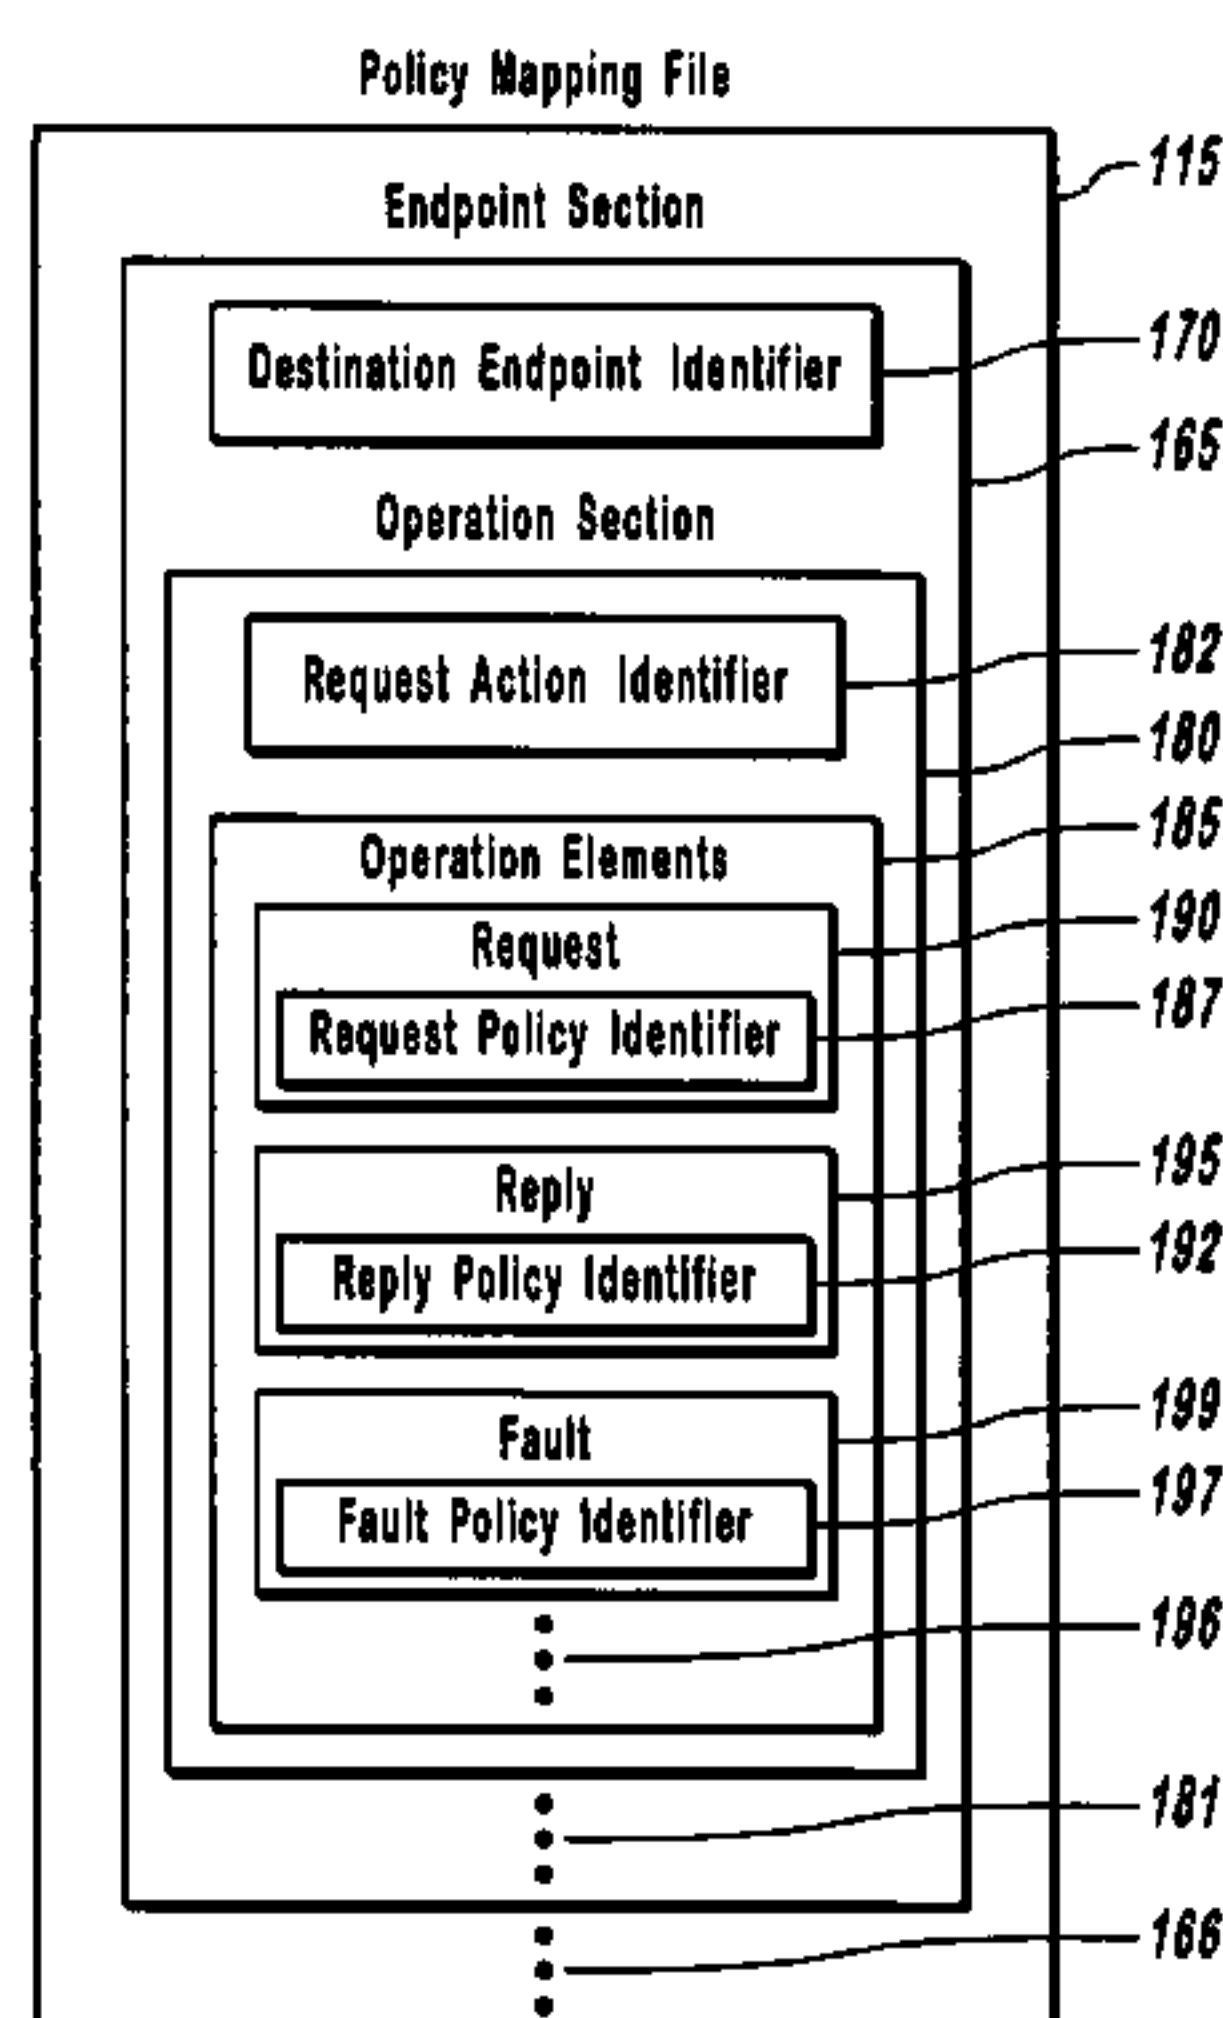 Policy Mapping File
115
Endpoint Section
Destination Endpoint Identifier
170
165
Operation Section
Request Action Identifier
182
180
185
Operation Elements
190
Request
187
Request Policy Identifier
195
Reply
192
Reply Policy Identifier
199
Fault
197
Fault Policy Identifier
196
181
166